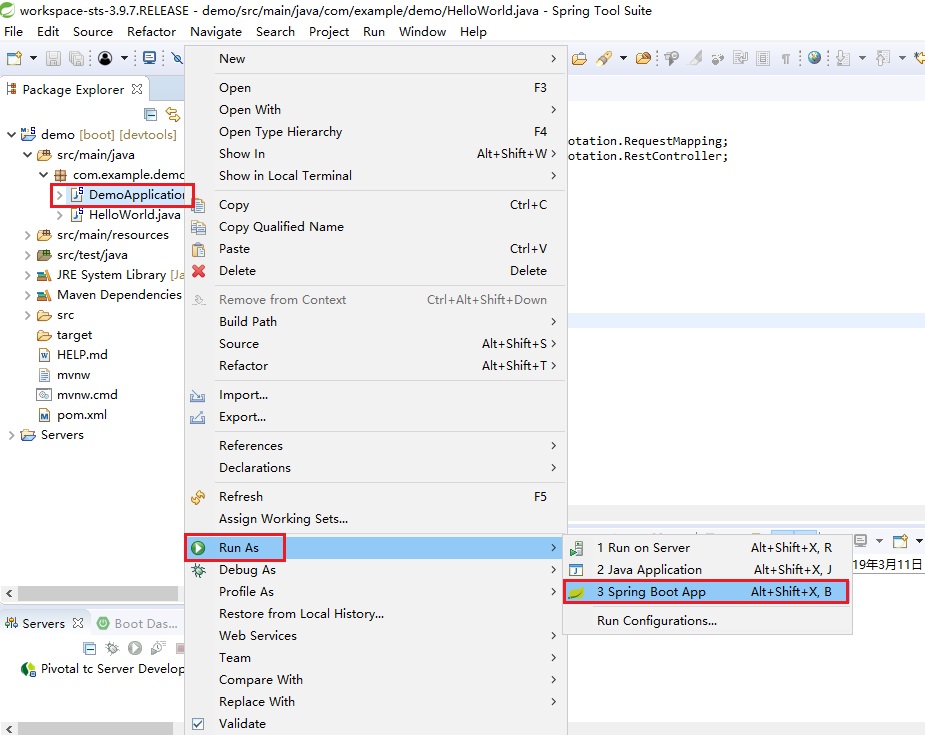 workspace-sts-3.9.7.RELEASE - demo/src/main/java/com/example/demo/HelloWorld.java - Spring Tool Suite
File Edit Source Refactor Navigate Search Project Run Window Help
Package Explorer
demo [boot] [devtools]
src/main/java
com.example.demo
DemoApplication
HelloWorld.java
src/main/resources
src/test/java
JRE System Library [Ja
Maven Dependencies
src
target
HELP.md
mvnw
mvnw.cmd
pom.xml
Servers
Servers Boot Das...
Pivotal tc Server Develop
New
Open F3
Open With
Open Type Hierarchy F4
Show In Alt+Shift+W
Show in Local Terminal
Copy Ctrl+C
Copy Qualified Name
Paste Ctrl+V
Delete Delete
Remove from Context Ctrl+Alt+Shift+Down
Build Path
Source Alt+Shift+S
Refactor Alt+Shift+T
Import...
Export...
References
Declarations
Refresh F5
Assign Working Sets...
Run As
Debug As
Profile As
Restore from Local History...
Web Services
Team
Compare With
Replace With
Validate
otation.RequestMapping;
otation.RestController;
1 Run on Server Alt+Shift+X, R
2 Java Application Alt+Shift+X, J
3 Spring Boot App Alt+Shift+X, B
Run Configurations...
19年3月11日